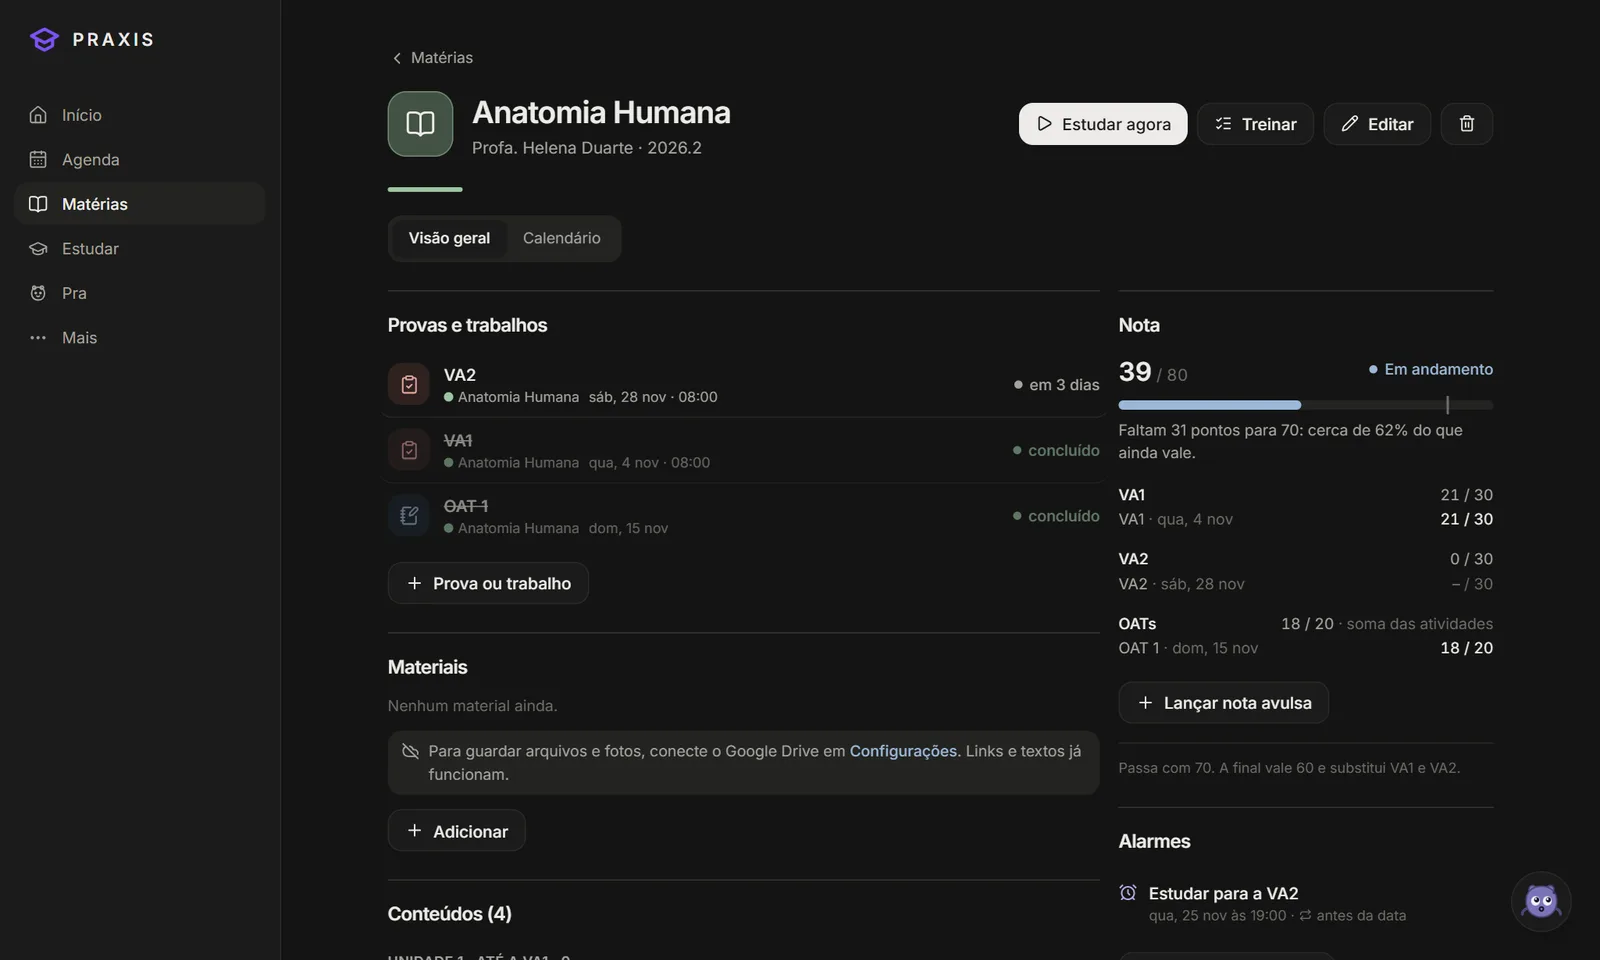 PRAXIS
Início
Agenda
Matérias
Estudar
Pra
Mais
Matérias
Anatomia Humana
Profa. Helena Duarte · 2026.2
Estudar agora
Treinar
Editar
Visão geral
Calendário
Provas e trabalhos
VA2
Anatomia Humana sáb, 28 nov · 08:00
em 3 dias
VA1
Anatomia Humana qua, 4 nov · 08:00
concluído
OAT 1
Anatomia Humana dom, 15 nov
concluído
Prova ou trabalho
Materiais
Nenhum material ainda.
Para guardar arquivos e fotos, conecte o Google Drive em Configurações. Links e textos já
funcionam.
Adicionar
Conteúdos (4)
Nota
39 / 80
Em andamento
Faltam 31 pontos para 70: cerca de 62% do que
ainda vale.
VA1 21 / 30
VA1 · qua, 4 nov 21 / 30
VA2 0 / 30
VA2 · sáb, 28 nov – / 30
OATs 18 / 20 · soma das atividades
OAT 1 · dom, 15 nov 18 / 20
Lançar nota avulsa
Passa com 70. A final vale 60 e substitui VA1 e VA2.
Alarmes
Estudar para a VA2
qua, 25 nov às 19:00 · antes da data